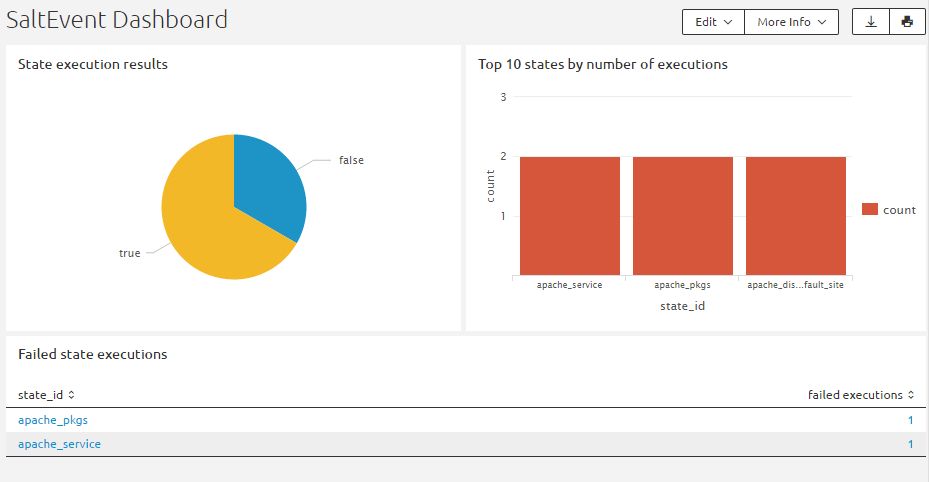 SaltEvent Dashboard
Edit
More Info
State execution results
false
true
Top 10 states by number of executions
3
2
1
count
apache_service
apache_pkgs
apache_dis...fault_site
state_id
count
Failed state executions
state_id
failed executions
apache_pkgs
1
apache_service
1